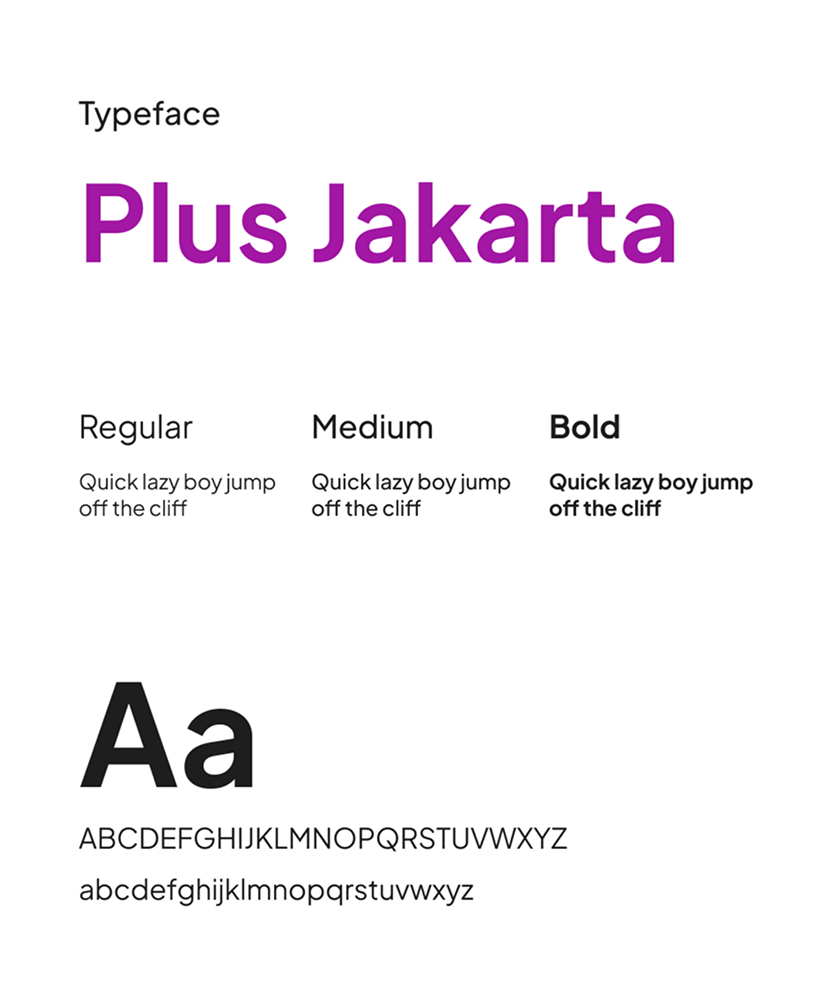 Typeface
Plus Jakarta
Regular
Quick lazy boy jump
off the cliff
Medium
Quick lazy boy jump
off the cliff
Bold
Quick lazy boy jump
off the cliff
Aa
ABCDEFGHIJKLMNOPQRSTUVWXYZ
abcdefghijklmnopqrstuvwxyz